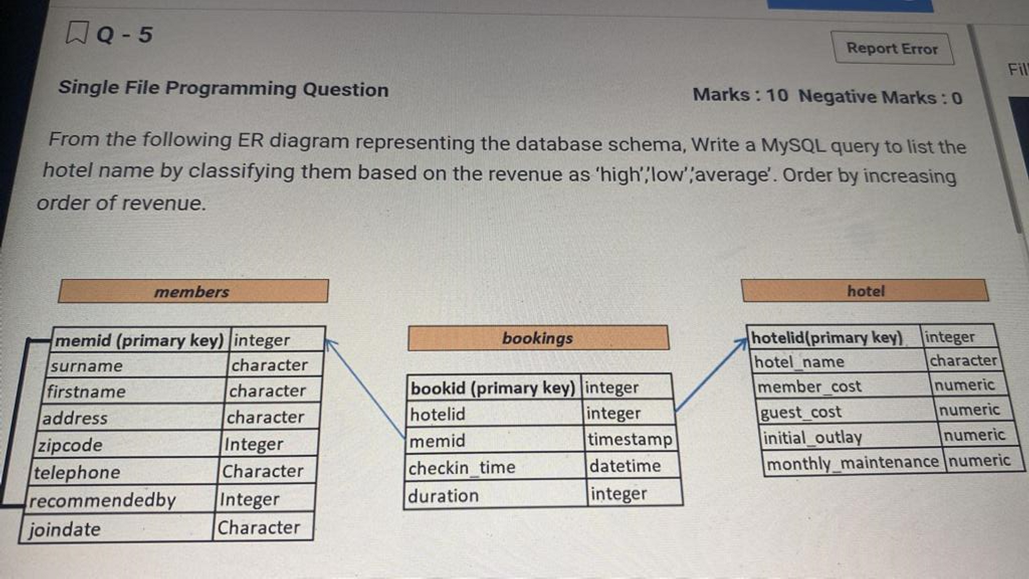 Q - 5
Report Error
Fil
Single File Programming Question
Marks : 10 Negative Marks : 0
From the following ER diagram representing the database schema, Write a MySQL query to list the
hotel name by classifying them based on the revenue as 'high','low','average'. Order by increasing
order of revenue.
members
memid (primary key) integer
surname character
firstname character
address character
zipcode Integer
telephone Character
recommendedby Integer
joindate Character
bookings
bookid (primary key) integer
hotelid integer
memid timestamp
checkin_time datetime
duration integer
hotel
hotelid(primary key) integer
hotel_name character
member_cost numeric
guest_cost numeric
initial_outlay numeric
monthly_maintenance numeric